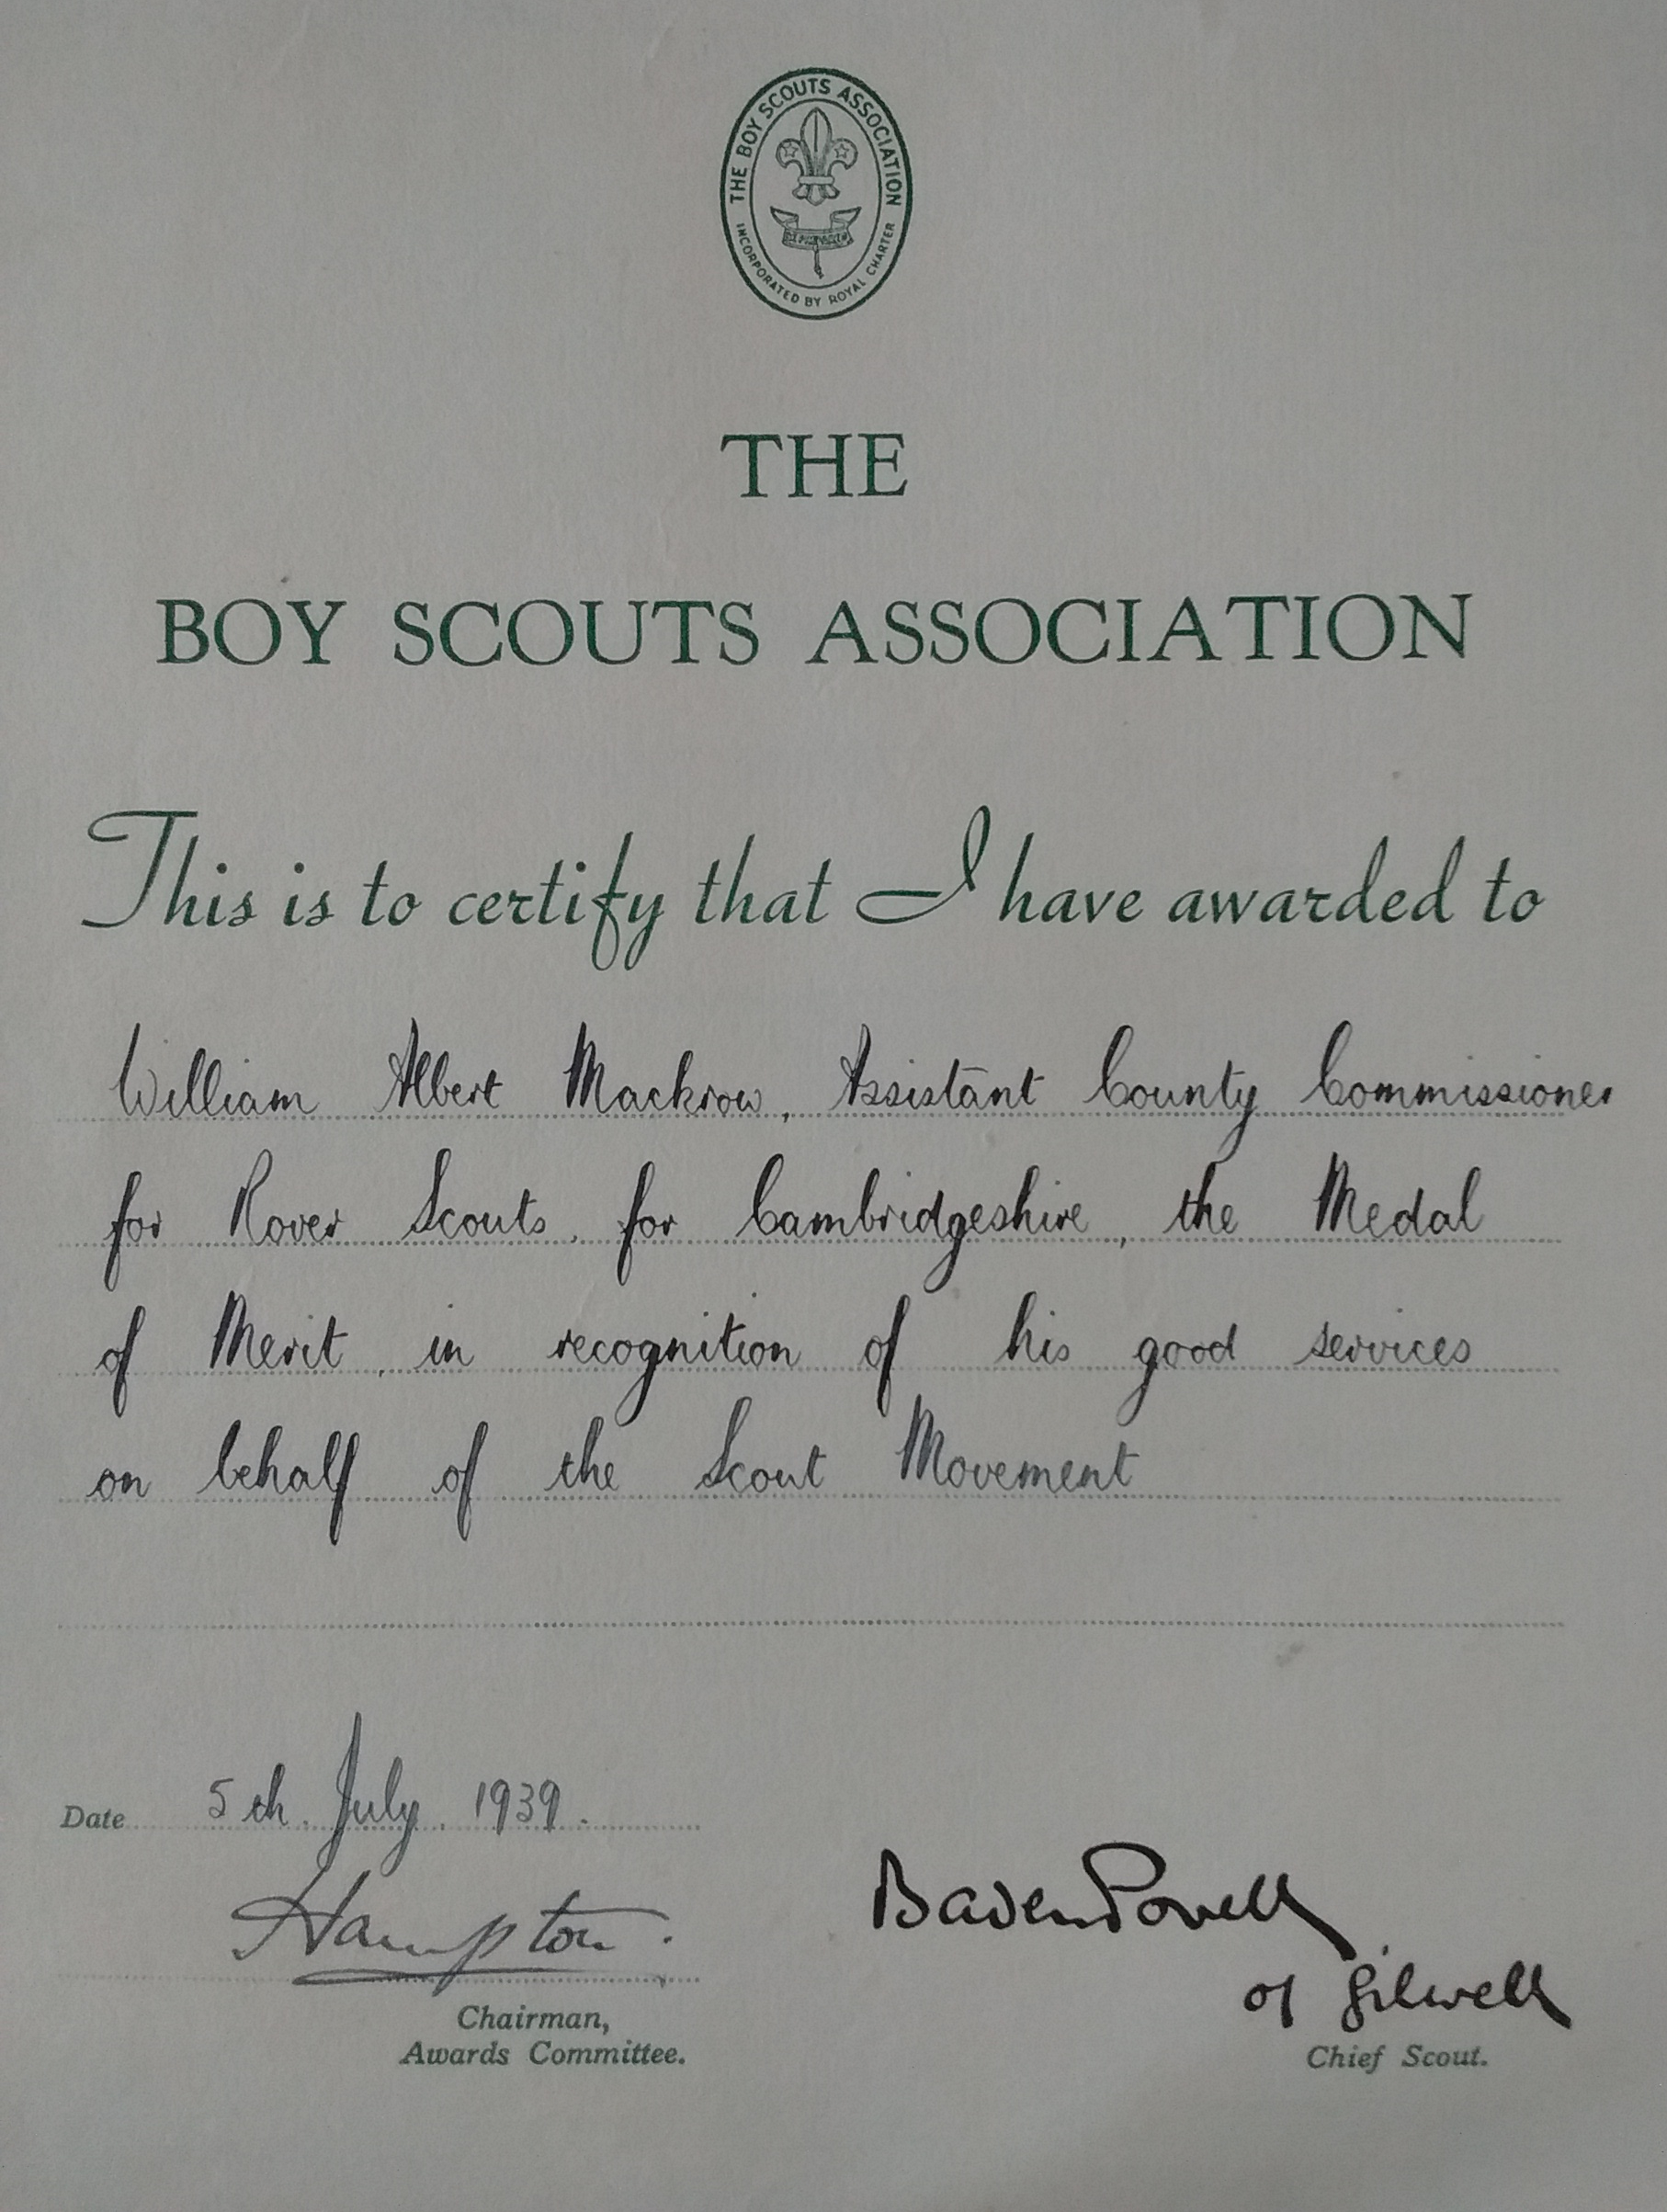 THE BOY SCOUTS ASSOCIATION
INCORPORATED BY ROYAL CHARTER
BE PREPARED
THE
BOY SCOUTS ASSOCIATION
This is to certify that I have awarded to
William Albert Mackrow, Assistant County Commissioner
for Rover Scouts, for Cambridgeshire, the Medal
of Merit, in recognition of his good services
on behalf of the Scout Movement
Date 5th July, 1939.
Hampton.
Chairman,
Awards Committee.
Baden Powell
of Gilwell
Chief Scout.